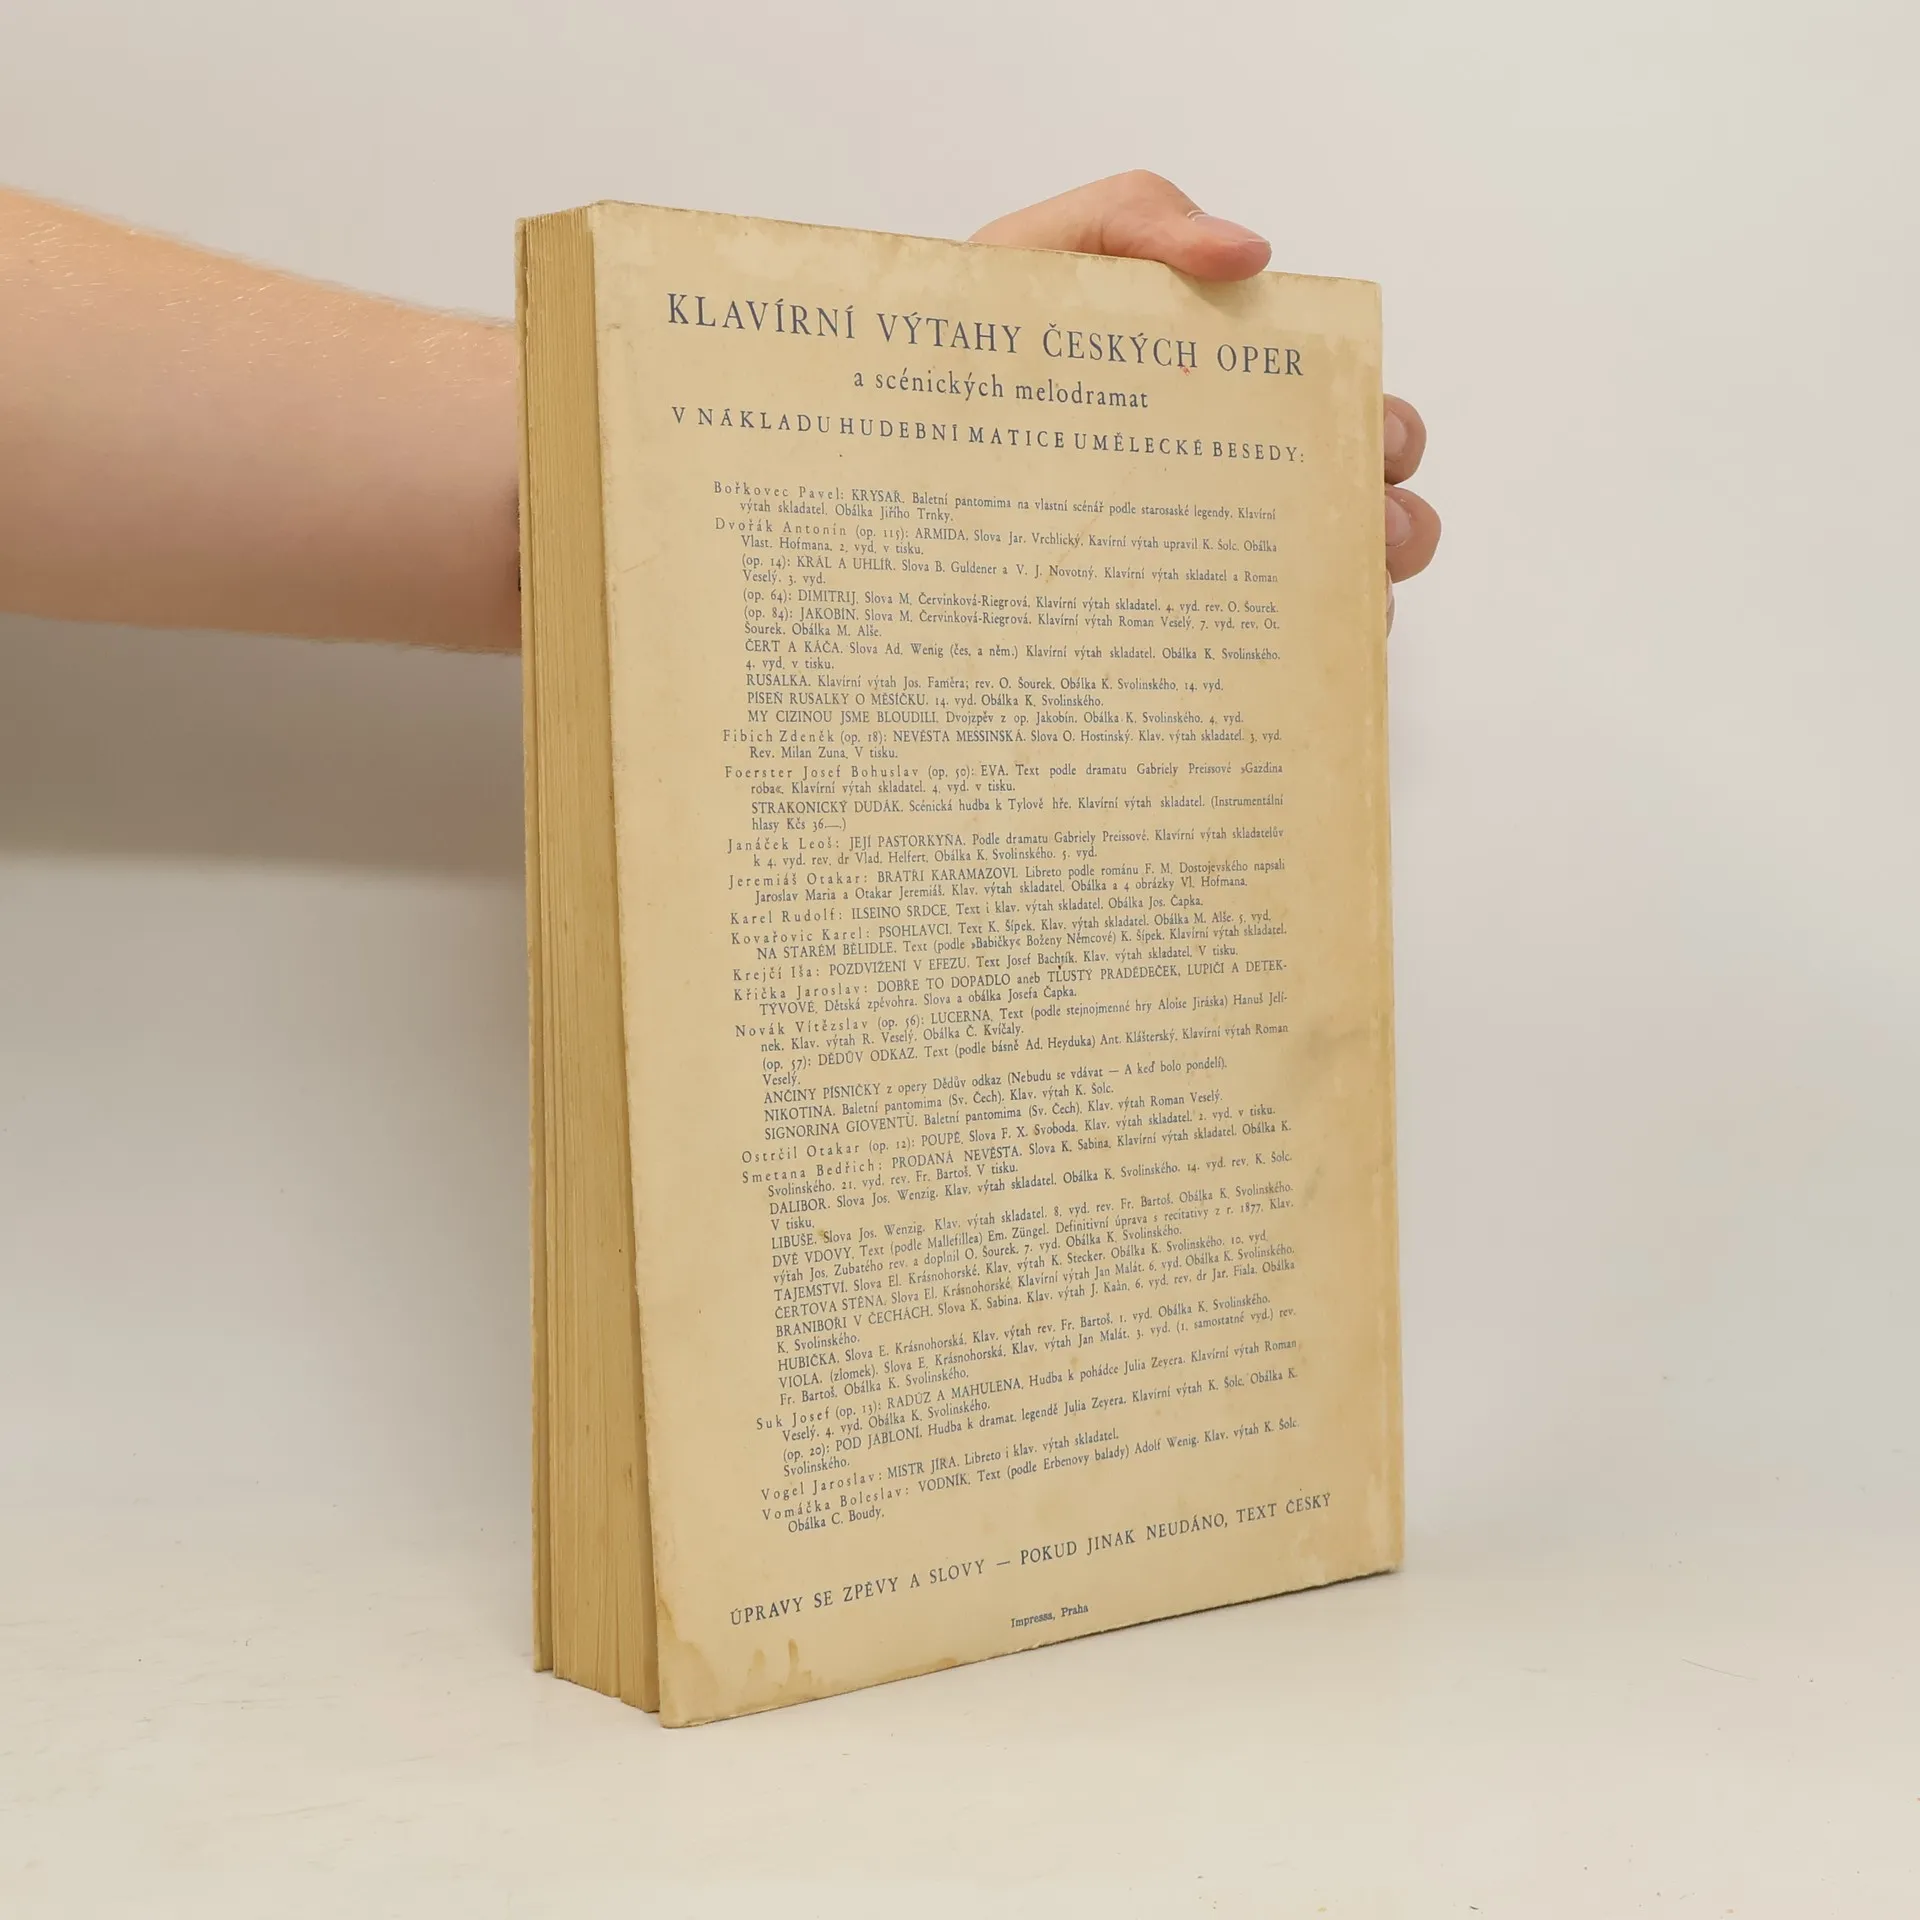 KLAVÍRNÍ VÝTAHY ČESKÝCH OPER
a scénických melodramat
V NÁKLADU HUDEBNÍ MATICE UMĚLECKÉ BESEDY:
Bořkovec Pavel: KRYSAŘ. Baletní pantomima na vlastní scénář podle starosaské legendy. Klavírní
výtah skladatel. Obálka Jiřího Trnky.
Dvořák Antonín (op. 115): ARMIDA. Slova Jar. Vrchlický. Kavírní výtah upravil K. Šolc. Obálka
Vlast. Hofmana. 2. vyd. v tisku.
(op. 14): KRÁL A UHLÍŘ. Slova B. Guldener a V. J. Novotný. Klavírní výtah skladatel a Roman
Veselý. 3. vyd.
(op. 64): DIMITRIJ. Slova M. Červinková-Riegrová. Klavírní výtah skladatel. 4. vyd. rev. O. Šourek.
(op. 84): JAKOBÍN. Slova M. Červinková-Riegrová. Klavírní výtah Roman Veselý. 7. vyd. rev. Ot.
Šourek. Obálka M. Alše.
ČERT A KÁČA. Slova Ad. Wenig (čes. a něm.) Klavírní výtah skladatel. Obálka K. Svolinského.
4. vyd. v tisku.
RUSALKA. Klavírní výtah Jos. Faměra; rev. O. Šourek. Obálka K. Svolinského. 14. vyd.
PÍSEŇ RUSALKY O MĚSÍČKU. 14. vyd. Obálka K. Svolinského.
MY CIZINOU JSME BLOUDILI. Dvojzpěv z op. Jakobín. Obálka K. Svolinského. 4. vyd.
Fibich Zdeněk (op. 18): NEVĚSTA MESSINSKÁ. Slova O. Hostinský. Klav. výtah skladatel. 3. vyd.
Rev. Milan Zuna. V tisku.
Foerster Josef Bohuslav (op. 50): EVA. Text podle dramatu Gabriely Preissové »Gazdina
roba«. Klavírní výtah skladatel. 4. vyd. v tisku.
STRAKONICKÝ DUDÁK. Scénická hudba k Tylově hře. Klavírní výtah skladatel. (Instrumentální
hlasy Kčs 36.—.)
Janáček Leoš: JEJÍ PASTORKYŇA. Podle dramatu Gabriely Preissové. Klavírní výtah skladatelův
k 4. vyd. rev. dr Vlad. Helfert. Obálka K. Svolinského. 5. vyd.
Jeremiáš Otakar: BRATŘI KARAMAZOVI. Libreto podle románu F. M. Dostojevského napsali
Jaroslav Maria a Otakar Jeremiáš. Klav. výtah skladatel. Obálka a 4 obrázky Vl. Hofmana.
Karel Rudolf: ILSEINO SRDCE. Text i klav. výtah skladatel. Obálka Jos. Čapka.
Kovařovic Karel: PSOHLAVCI. Text K. Šípek. Klav. výtah skladatel. Obálka M. Alše. 5. vyd.
NA STARÉM BĚLIDLE. Text (podle »Babičky« Boženy Němcové) K. Šípek. Klavírní výtah skladatel.
Krejčí Iša: POZDVIŽENÍ V EFEZU. Text Josef Bachtík. Klav. výtah skladatel. V tisku.
Křička Jaroslav: DOBŘE TO DOPADLO aneb TLUSTÝ PRADĚDEČEK, LUPIČI A DETEK-
TÝVOVÉ. Dětská zpěvohra. Slova a obálka Josefa Čapka.
Novák Vítězslav (op. 56): LUCERNA. Text (podle stejnojmenné hry Aloise Jiráska) Hanuš Jelí-
nek. Klav. výtah R. Veselý. Obálka Č. Kvíčaly.
(op. 57): DĚDŮV ODKAZ. Text (podle básně Ad. Heyduka) Ant. Klášterský. Klavírní výtah Roman
Veselý.
ANČINY PÍSNIČKY z opery Dědův odkaz (Nebudu se vdávat — A keď bolo pondelí).
NIKOTINA. Baletní pantomima (Sv. Čech). Klav. výtah K. Šolc.
SIGNORINA GIOVENTÙ. Baletní pantomima (Sv. Čech). Klav. výtah Roman Veselý.
Ostrčil Otakar (op. 12): POUPĚ. Slova F. X. Svoboda. Klav. výtah skladatel. 2. vyd. v tisku.
Smetana Bedřich: PRODANÁ NEVĚSTA. Slova K. Sabina. Klavírní výtah skladatel. Obálka K.
Svolinského. 21. vyd. rev. Fr. Bartoš. V tisku.
DALIBOR. Slova Jos. Wenzig. Klav. výtah skladatel. Obálka K. Svolinského. 14. vyd. rev. K. Šolc.
V tisku.
LIBUŠE. Slova Jos. Wenzig. Klav. výtah skladatel. 8. vyd. rev. Fr. Bartoš. Obálka K. Svolinského.
DVĚ VDOVY. Text (podle Mallefillea) Em. Züngel. Definitivní úprava s recitativy z r. 1877. Klav.
výtah Jos. Zubatého rev. a doplnil O. Šourek. 7. vyd. Obálka K. Svolinského.
TAJEMSTVÍ. Slova El. Krásnohorské. Klav. výtah K. Stecker. Obálka K. Svolinského. 10. vyd.
ČERTOVA STĚNA. Slova El. Krásnohorské. Klavírní výtah Jan Malát. 6. vyd. Obálka K. Svolinského.
BRANIBOŘI V ČECHÁCH. Slova K. Sabina. Klav. výtah J. Kaàn. 6. vyd. rev. dr Jar. Fiala. Obálka
K. Svolinského.
HUBIČKA. Slova E. Krásnohorská. Klav. výtah rev. Fr. Bartoš. 1. vyd. Obálka K. Svolinského.
VIOLA. (zlomek). Slova E. Krásnohorská. Klav. výtah Jan Malát. 3. vyd. (1. samostatné vyd.) rev.
Fr. Bartoš. Obálka K. Svolinského.
Suk Josef (op. 13): RADÚZ A MAHULENA. Hudba k pohádce Julia Zeyera. Klavírní výtah Roman
Veselý. 4. vyd. Obálka K. Svolinského.
(op. 20): POD JABLONÍ. Hudba k dramat. legendě Julia Zeyera. Klavírní výtah K. Šolc. Obálka K.
Svolinského.
Vogel Jaroslav: MISTR JÍRA. Libreto i klav. výtah skladatel.
Vomáčka Boleslav: VODNÍK. Text (podle Erbenovy balady) Adolf Wenig. Klav. výtah K. Šolc.
Obálka C. Boudy.
ÚPRAVY SE ZPĚVY A SLOVY — POKUD JINAK NEUDÁNO, TEXT ČESKÝ
Impressa, Praha